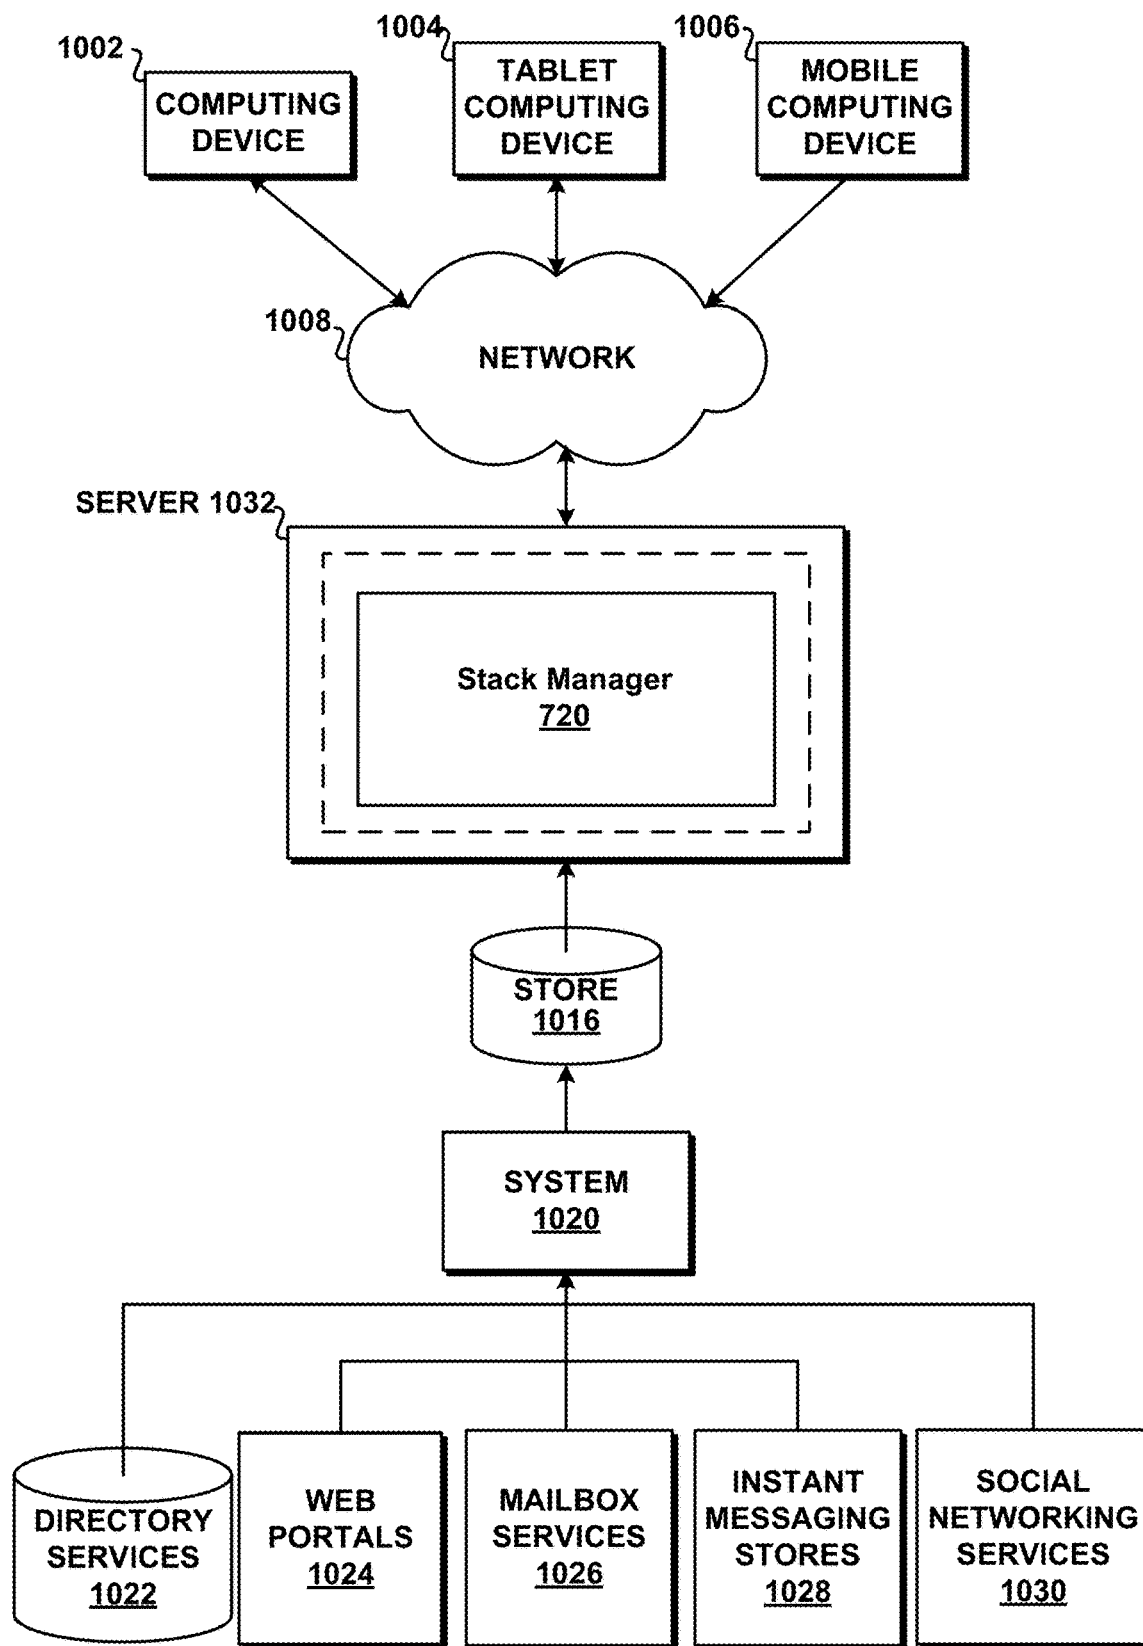 1002
COMPUTING
DEVICE
1004
TABLET
COMPUTING
DEVICE
1006
MOBILE
COMPUTING
DEVICE
1008
NETWORK
SERVER 1032
Stack Manager
720
STORE
1016
SYSTEM
1020
DIRECTORY
SERVICES
1022
WEB
PORTALS
1024
MAILBOX
SERVICES
1026
INSTANT
MESSAGING
STORES
1028
SOCIAL
NETWORKING
SERVICES
1030